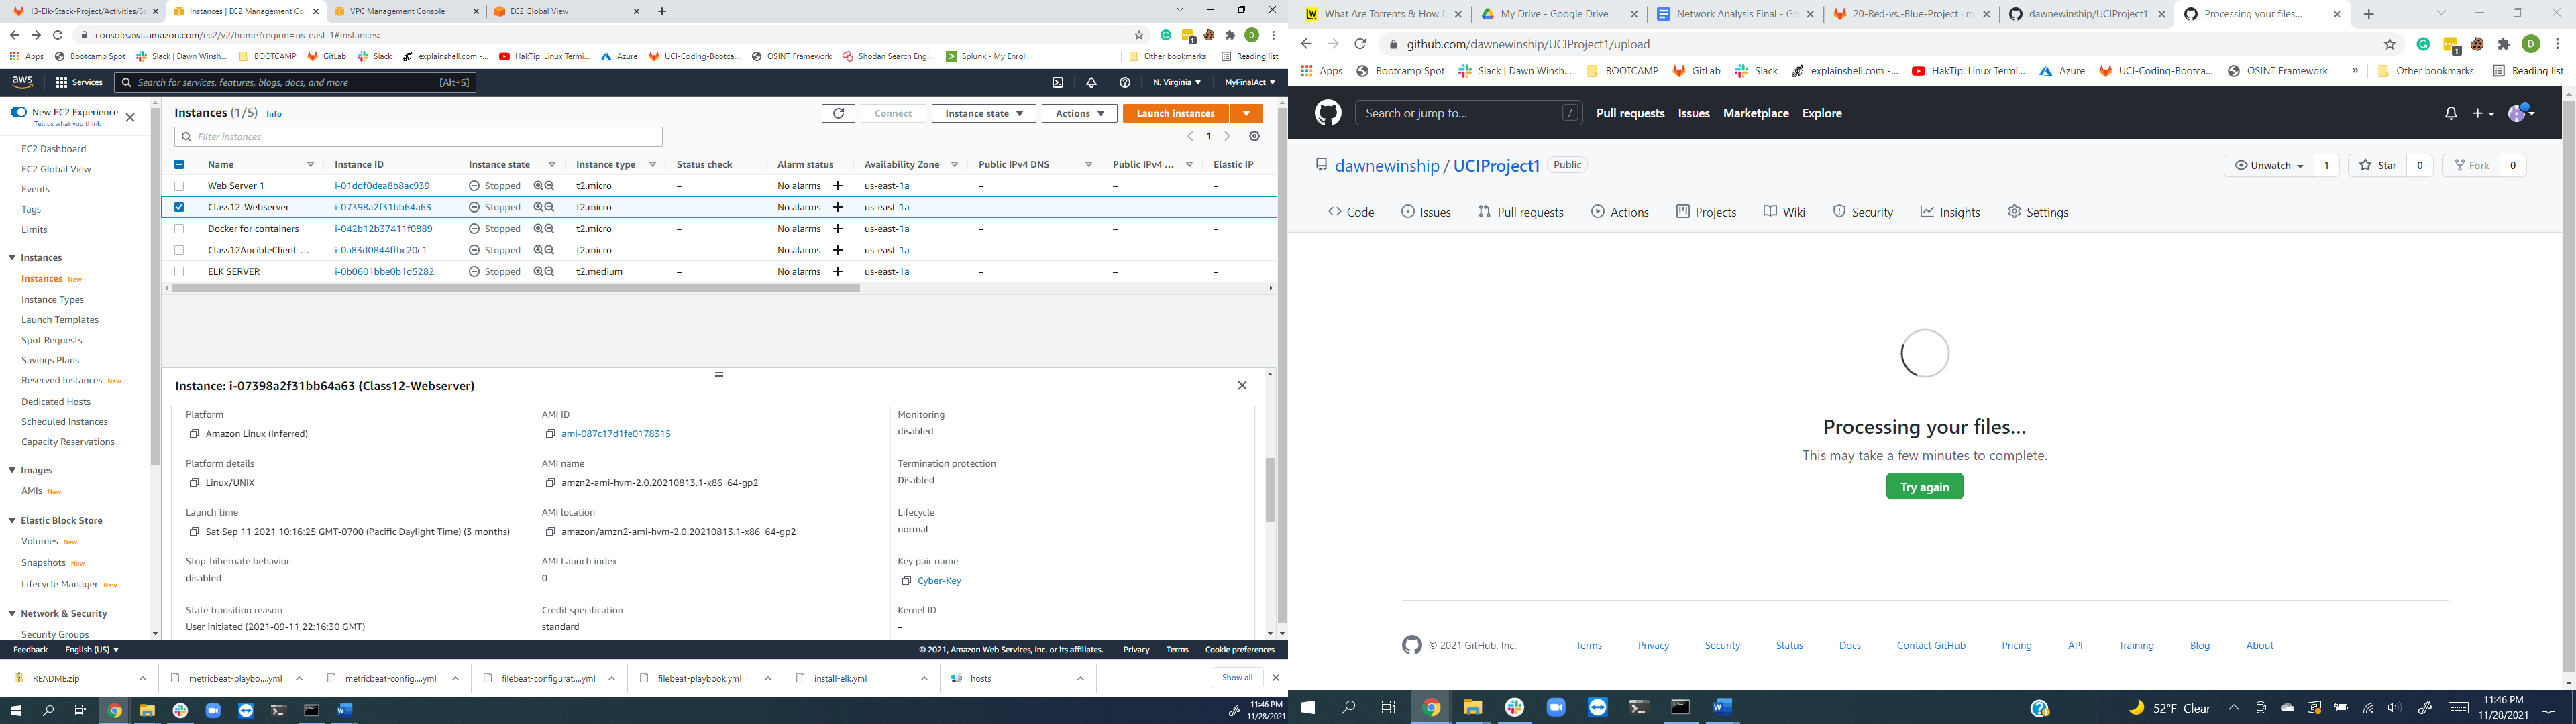 13-Elk-Stack-Project/Activities/St
Instances | EC2 Management Co
VPC Management Console
EC2 Global View
console.aws.amazon.com/ec2/v2/home?region=us-east-1#Instances:
Apps
Bootcamp Spot
Slack | Dawn Winsh...
BOOTCAMP
GitLab
Slack
explainshell.com -...
HakTip: Linux Termi...
Azure
UCI-Coding-Bootca...
OSINT Framework
Shodan Search Engi...
Splunk - My Enroll...
Other bookmarks
Reading list
aws
Services
Search for services, features, blogs, docs, and more
[Alt+S]
N. Virginia
MyFinalAct
New EC2 Experience
Tell us what you think
EC2 Dashboard
EC2 Global View
Events
Tags
Limits
Instances
Instances New
Instance Types
Launch Templates
Spot Requests
Savings Plans
Reserved Instances New
Dedicated Hosts
Scheduled Instances
Capacity Reservations
Images
AMIs New
Elastic Block Store
Volumes New
Snapshots New
Lifecycle Manager New
Network & Security
Security Groups
Instances (1/5) Info
Connect
Instance state
Actions
Launch instances
Filter instances
1
Name Instance ID Instance state Instance type Status check Alarm status Availability Zone Public IPv4 DNS Public IPv4 ... Elastic IP
Web Server 1 i-01ddf0dea8b8ac939 Stopped t2.micro – No alarms + us-east-1a – – –
Class12-Webserver i-07398a2f31bb64a63 Stopped t2.micro – No alarms + us-east-1a – – –
Docker for containers i-042b12b37411f0889 Stopped t2.micro – No alarms + us-east-1a – – –
Class12AncibleClient-... i-0a83d0844ffbc20c1 Stopped t2.micro – No alarms + us-east-1a – – –
ELK SERVER i-0b0601bbe0b1d5282 Stopped t2.medium – No alarms + us-east-1a – – –
Instance: i-07398a2f31bb64a63 (Class12-Webserver)
Platform
Amazon Linux (Inferred)
AMI ID
ami-087c17d1fe0178315
Monitoring
disabled
Platform details
Linux/UNIX
AMI name
amzn2-ami-hvm-2.0.20210813.1-x86_64-gp2
Termination protection
Disabled
Launch time
Sat Sep 11 2021 10:16:25 GMT-0700 (Pacific Daylight Time) (3 months)
AMI location
amazon/amzn2-ami-hvm-2.0.20210813.1-x86_64-gp2
Lifecycle
normal
Stop-hibernate behavior
disabled
AMI Launch index
0
Key pair name
Cyber-Key
State transition reason
User initiated (2021-09-11 22:16:30 GMT)
Credit specification
standard
Kernel ID
–
Feedback
English (US)
© 2021, Amazon Web Services, Inc. or its affiliates.
Privacy
Terms
Cookie preferences
README.zip
metricbeat-playbo....yml
metricbeat-config....yml
filebeat-configurat....yml
filebeat-playbook.yml
install-elk.yml
hosts
Show all
11:46 PM
11/28/2021
What Are Torrents & How D
My Drive - Google Drive
Network Analysis Final - Go
20-Red-vs.-Blue-Project · m
dawnewinship/UCIProject1
Processing your files...
github.com/dawnewinship/UCIProject1/upload
Apps
Bootcamp Spot
Slack | Dawn Winsh...
BOOTCAMP
GitLab
Slack
explainshell.com -...
HakTip: Linux Termi...
Azure
UCI-Coding-Bootca...
OSINT Framework
»
Other bookmarks
Reading list
Search or jump to...
/
Pull requests
Issues
Marketplace
Explore
dawnewinship / UCIProject1 Public
Unwatch 1
Star 0
Fork 0
Code
Issues
Pull requests
Actions
Projects
Wiki
Security
Insights
Settings
Processing your files...
This may take a few minutes to complete.
Try again
© 2021 GitHub, Inc.
Terms
Privacy
Security
Status
Docs
Contact GitHub
Pricing
API
Training
Blog
About
52°F Clear
11:46 PM
11/28/2021